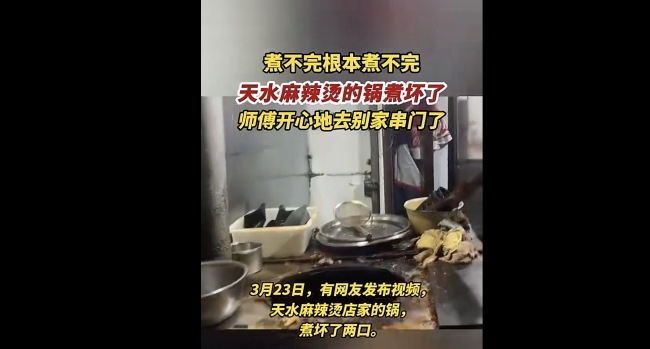 煮不完根本煮不完
天水麻辣烫的锅煮坏了
师傅开心地去别家串门了
3月23日，有网友发布视频，
天水麻辣烫店家的锅，
煮坏了两口。